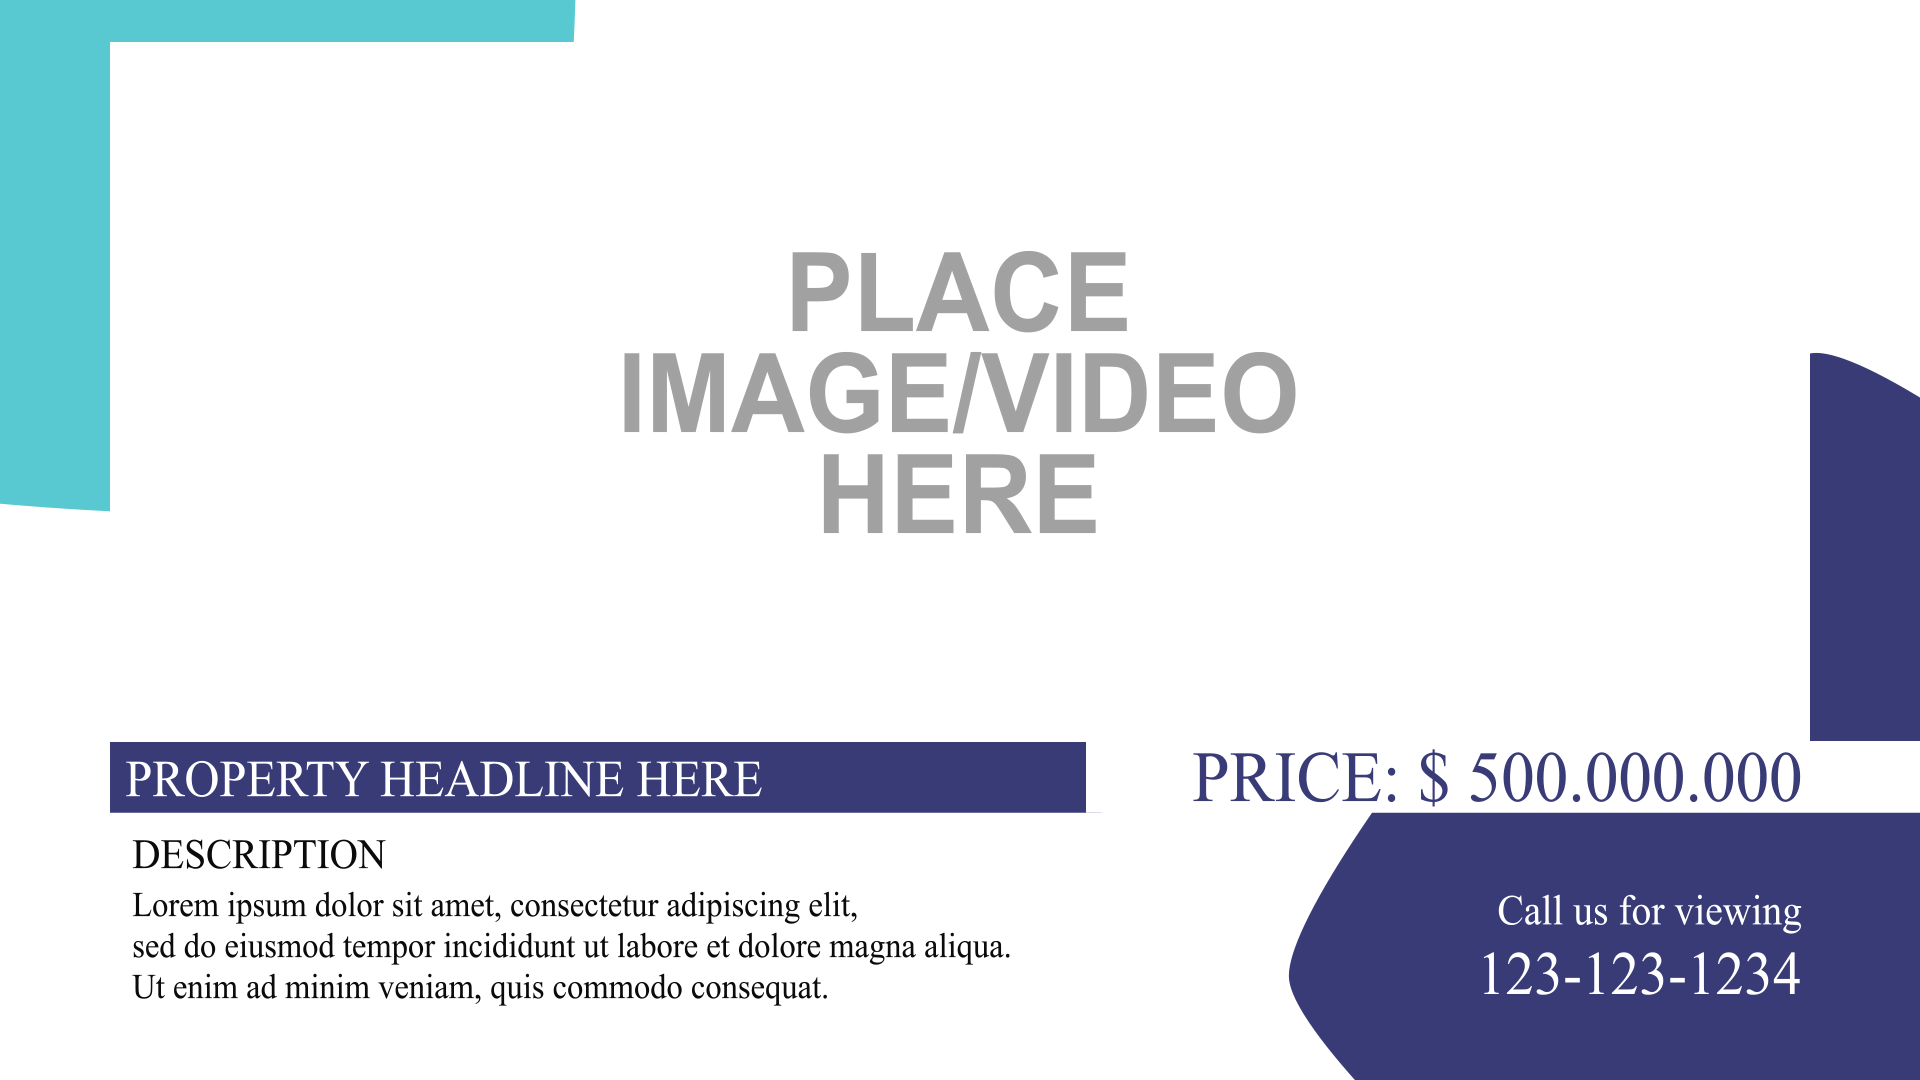 PLACE
IMAGE/VIDEO
HERE
PROPERTY HEADLINE HERE
PRICE: $ 500.000.000
DESCRIPTION
Lorem ipsum dolor sit amet, consectetur adipiscing elit,
sed do eiusmod tempor incididunt ut labore et dolore magna aliqua.
Ut enim ad minim veniam, quis commodo consequat.
Call us for viewing
123-123-1234